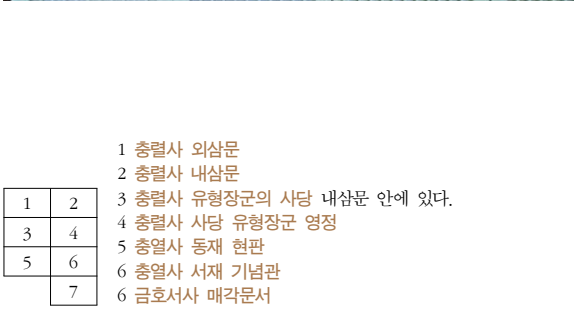 1 충렬사 외삼문
2 충렬사 내삼문
3 충렬사 유형장군의 사당 내삼문 안에 있다.
4 충렬사 사당 유형장군 영정
5 충열사 동재 현판
6 충열사 서재 기념관
6 금호서사 매각문서
1 2
3 4
5 6
7